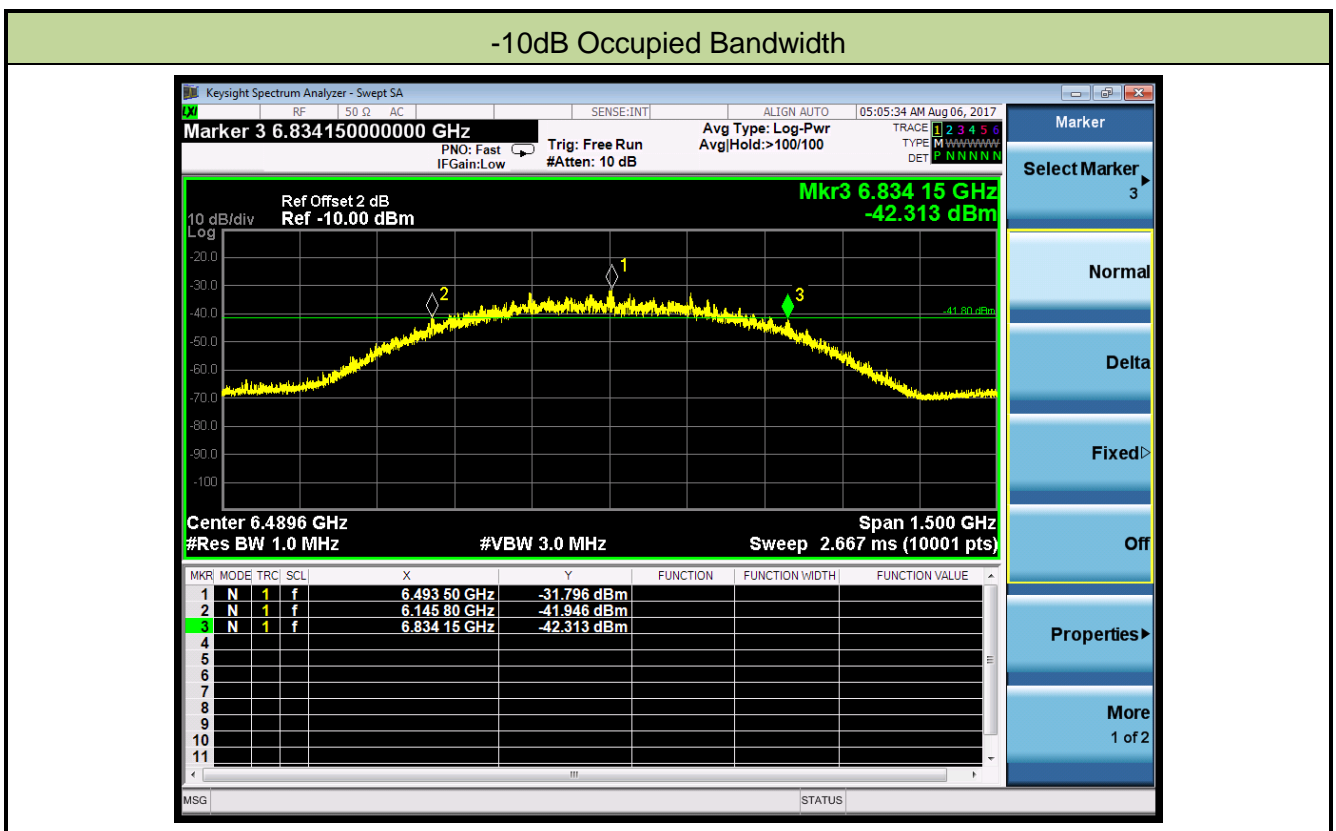 -10dB Occupied Bandwidth
Keysight Spectrum Analyzer - Swept SA
LXI RF 50 Ω AC SENSE:INT ALIGN AUTO 05:05:34 AM Aug 06, 2017
Marker 3 6.834150000000 GHz
PNO: Fast
IFGain:Low
Trig: Free Run
#Atten: 10 dB
Avg Type: Log-Pwr
Avg|Hold:>100/100
TRACE 1 2 3 4 5 6
TYPE M WWWWW
DET P N N N N N
Mkr3 6.834 15 GHz
-42.313 dBm
Ref Offset 2 dB
10 dB/div Ref -10.00 dBm
Log
-20.0
-30.0
-40.0
-50.0
-60.0
-70.0
-80.0
-90.0
-100
1
2
3
-41.80 dBm
Center 6.4896 GHz Span 1.500 GHz
#Res BW 1.0 MHz #VBW 3.0 MHz Sweep 2.667 ms (10001 pts)
MKR MODE TRC SCL X Y FUNCTION FUNCTION WIDTH FUNCTION VALUE
1 N 1 f 6.493 50 GHz -31.796 dBm
2 N 1 f 6.145 80 GHz -41.946 dBm
3 N 1 f 6.834 15 GHz -42.313 dBm
4
5
6
7
8
9
10
11
MSG STATUS
Marker
Select Marker
3
Normal
Delta
Fixed
Off
Properties
More
1 of 2